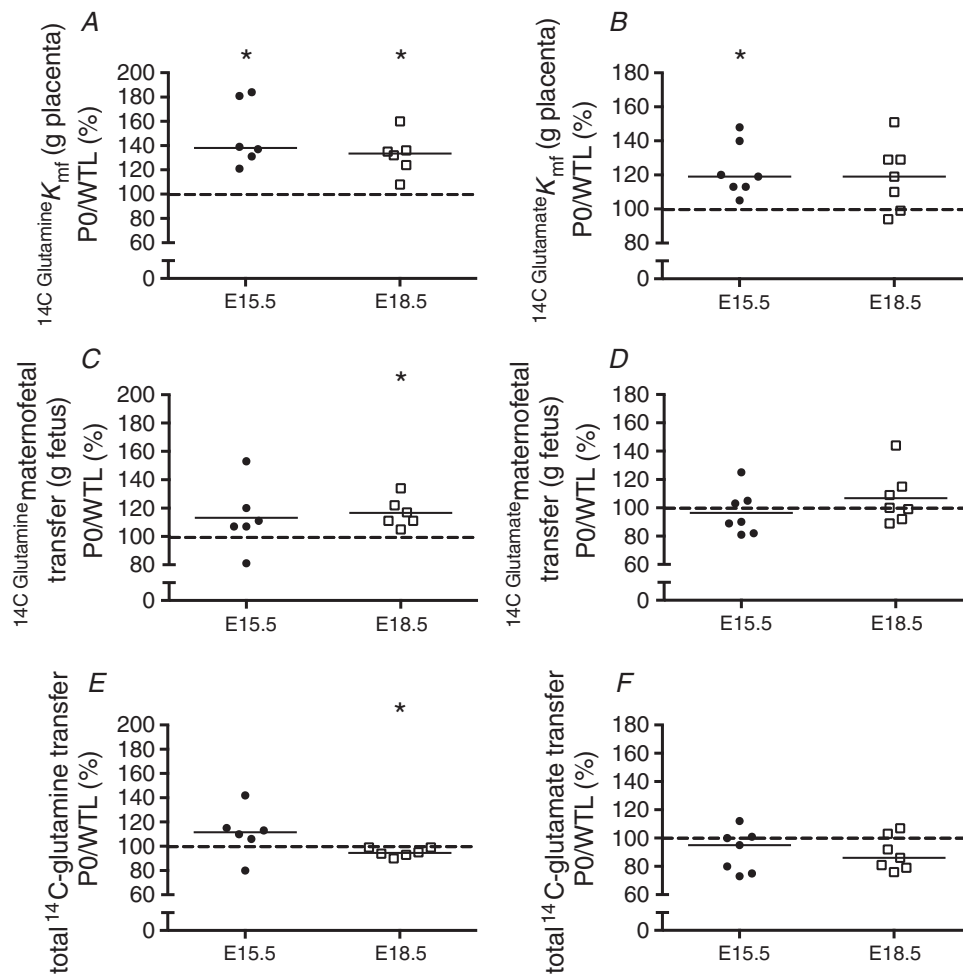 A
*
*
14C Glutamine Kmf (g placenta)
P0/WTL (%)
200
180
160
140
120
100
80
60
0
E15.5
E18.5
B
*
14C Glutamate Kmf (g placenta)
P0/WTL (%)
180
160
140
120
100
80
0
E15.5
E18.5
C
*
14C Glutamine maternofetal
transfer (g fetus)
P0/WTL (%)
200
180
160
140
120
100
80
0
E15.5
E18.5
D
14C Glutamate maternofetal
transfer (g fetus)
P0/WTL (%)
180
160
140
120
100
80
60
0
E15.5
E18.5
E
*
total 14C-glutamine transfer
P0/WTL (%)
200
180
160
140
120
100
80
60
0
E15.5
E18.5
F
total 14C-glutamate transfer
P0/WTL (%)
180
160
140
120
100
80
60
0
E15.5
E18.5